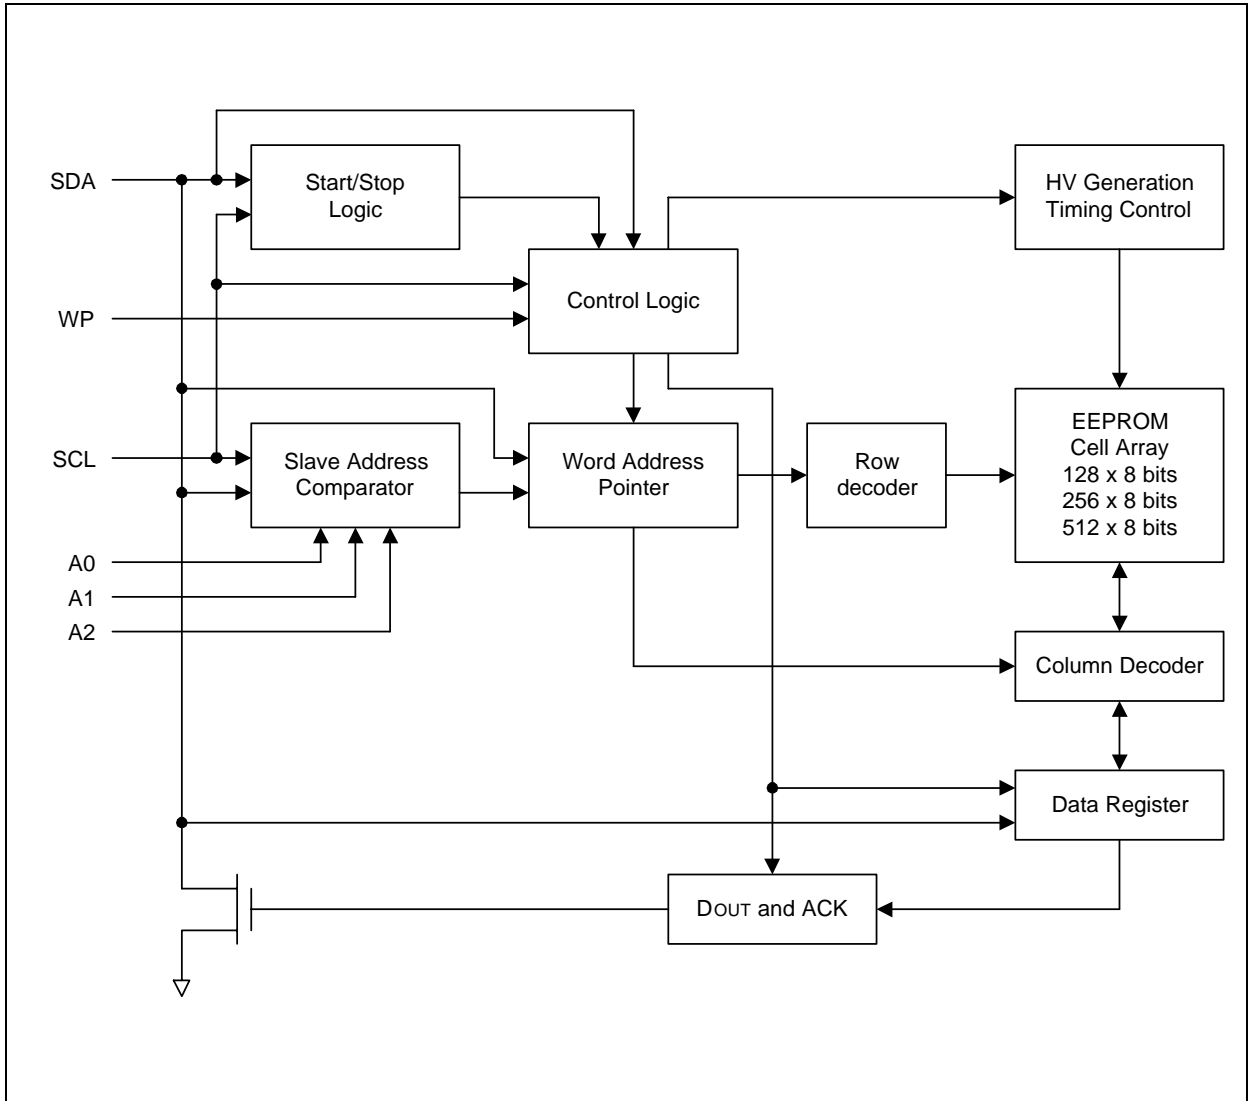 SDA
Start/Stop
Logic
HV Generation
Timing Control
WP
Control Logic
SCL
Slave Address
Comparator
Word Address
Pointer
Row
decoder
EEPROM
Cell Array
128 x 8 bits
256 x 8 bits
512 x 8 bits
A0
A1
A2
Column Decoder
Data Register
DOUT and ACK